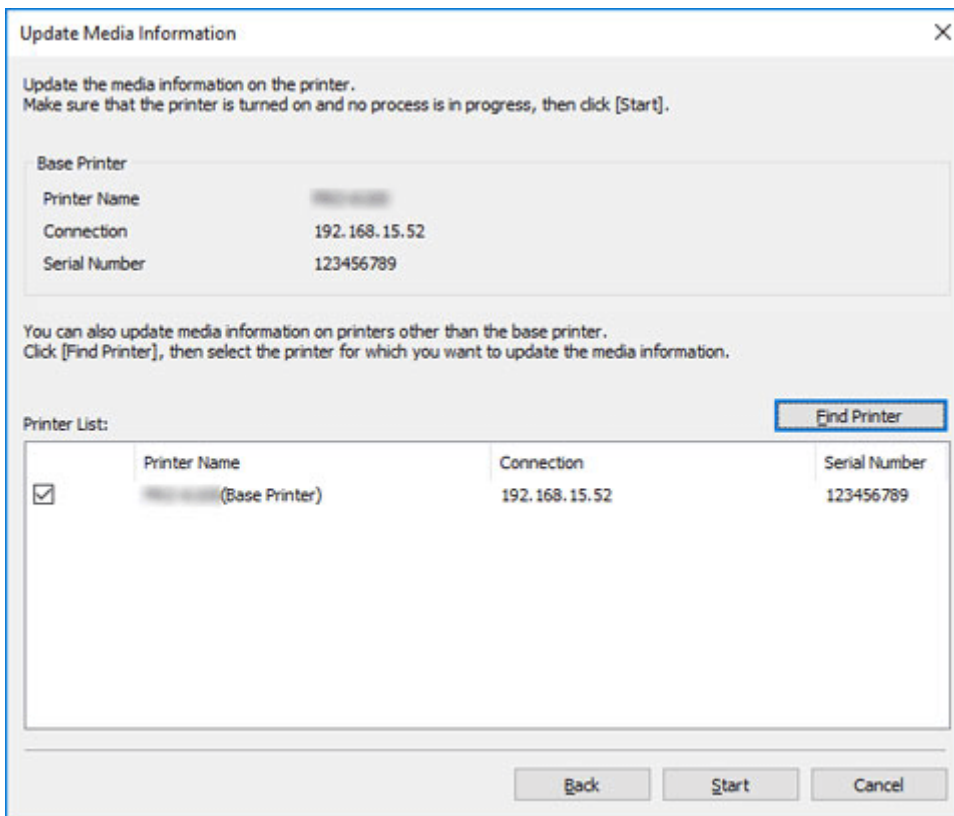 Update Media Information
Update the media information on the printer.
Make sure that the printer is turned on and no process is in progress, then click [Start].
Base Printer
Printer Name
Connection 192.168.15.52
Serial Number 123456789
You can also update media information on printers other than the base printer.
Click [Find Printer], then select the printer for which you want to update the media information.
Find Printer
Printer List:
Printer Name Connection Serial Number
(Base Printer) 192.168.15.52 123456789
Back Start Cancel